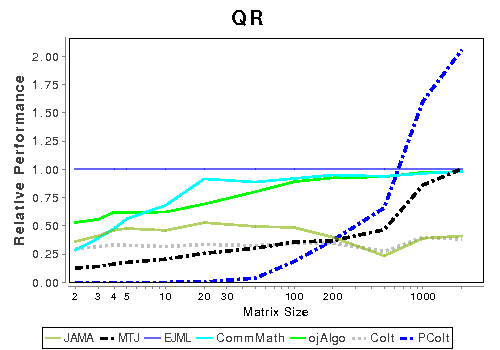 QR
Relative Performance
2.00
1.75
1.50
1.25
1.00
0.75
0.50
0.25
0.00
2 3 4 5 10 20 30 100 200 1000
Matrix Size
JAMA MTJ EJML CommMath ojAlgo Colt PColt